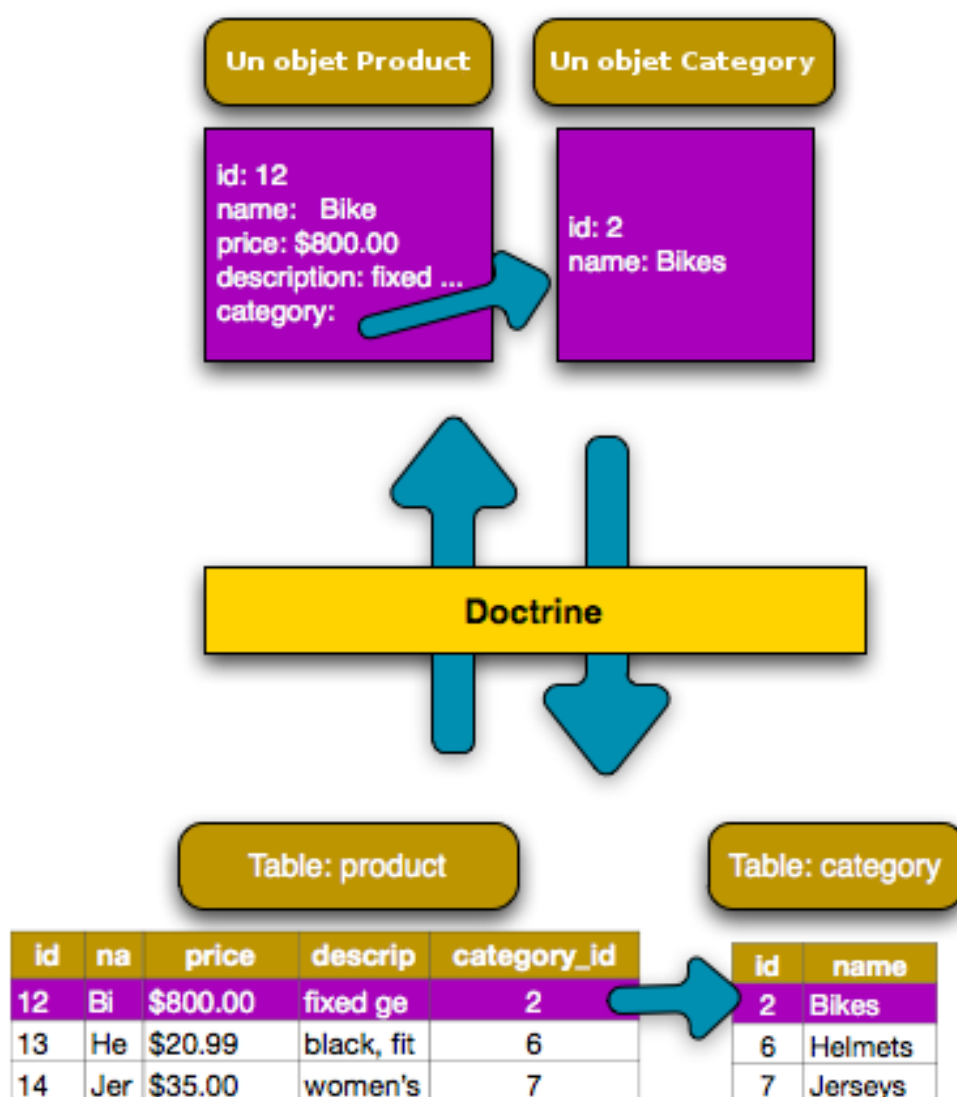 Un objet Product
Un objet Category
id: 12
name: Bike
price: $800.00
description: fixed ...
category:
id: 2
name: Bikes
Doctrine
Table: product
Table: category
id na price descrip category_id
12 Bi $800.00 fixed ge 2
13 He $20.99 black, fit 6
14 Jer $35.00 women's 7
id name
2 Bikes
6 Helmets
7 Jerseys